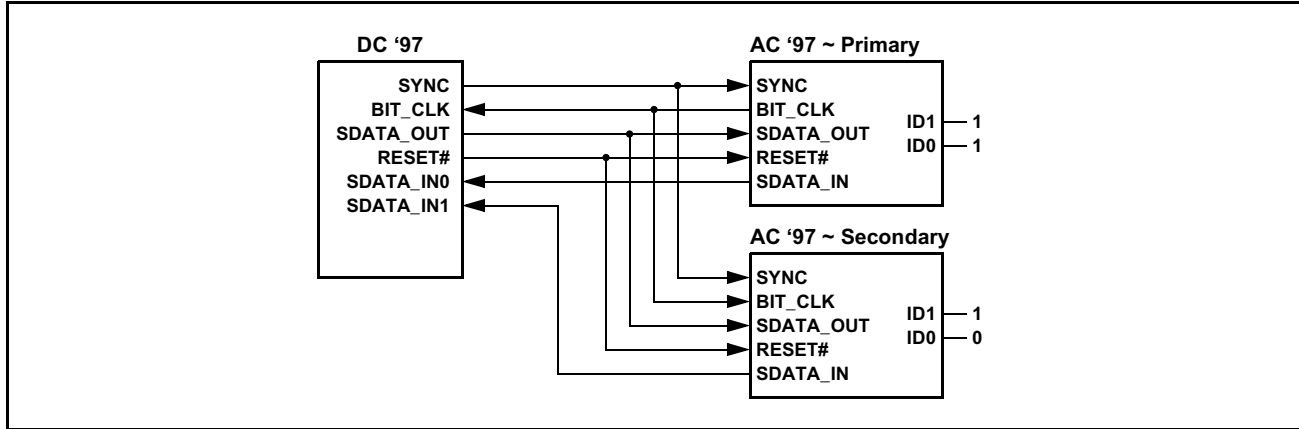 DC ‘97
SYNC
BIT_CLK
SDATA_OUT
RESET#
SDATA_IN0
SDATA_IN1
AC ‘97 ~ Primary
SYNC
BIT_CLK
SDATA_OUT
RESET#
SDATA_IN
ID1 1
ID0 1
AC ‘97 ~ Secondary
SYNC
BIT_CLK
SDATA_OUT
RESET#
SDATA_IN
ID1 1
ID0 0